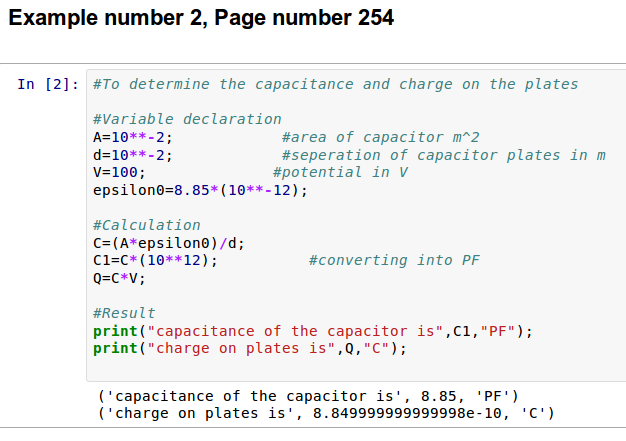 Example number 2, Page number 254
In [2]: #To determine the capacitance and charge on the plates
#Variable declaration
A=10**-2; #area of capacitor m^2
d=10**-2; #seperation of capacitor plates in m
V=100; #potential in V
epsilon0=8.85*(10**-12);
#Calculation
C=(A*epsilon0)/d;
C1=C*(10**12); #converting into PF
Q=C*V;
#Result
print("capacitance of the capacitor is",C1,"PF");
print("charge on plates is",Q,"C");
('capacitance of the capacitor is', 8.85, 'PF')
('charge on plates is', 8.849999999999998e-10, 'C')